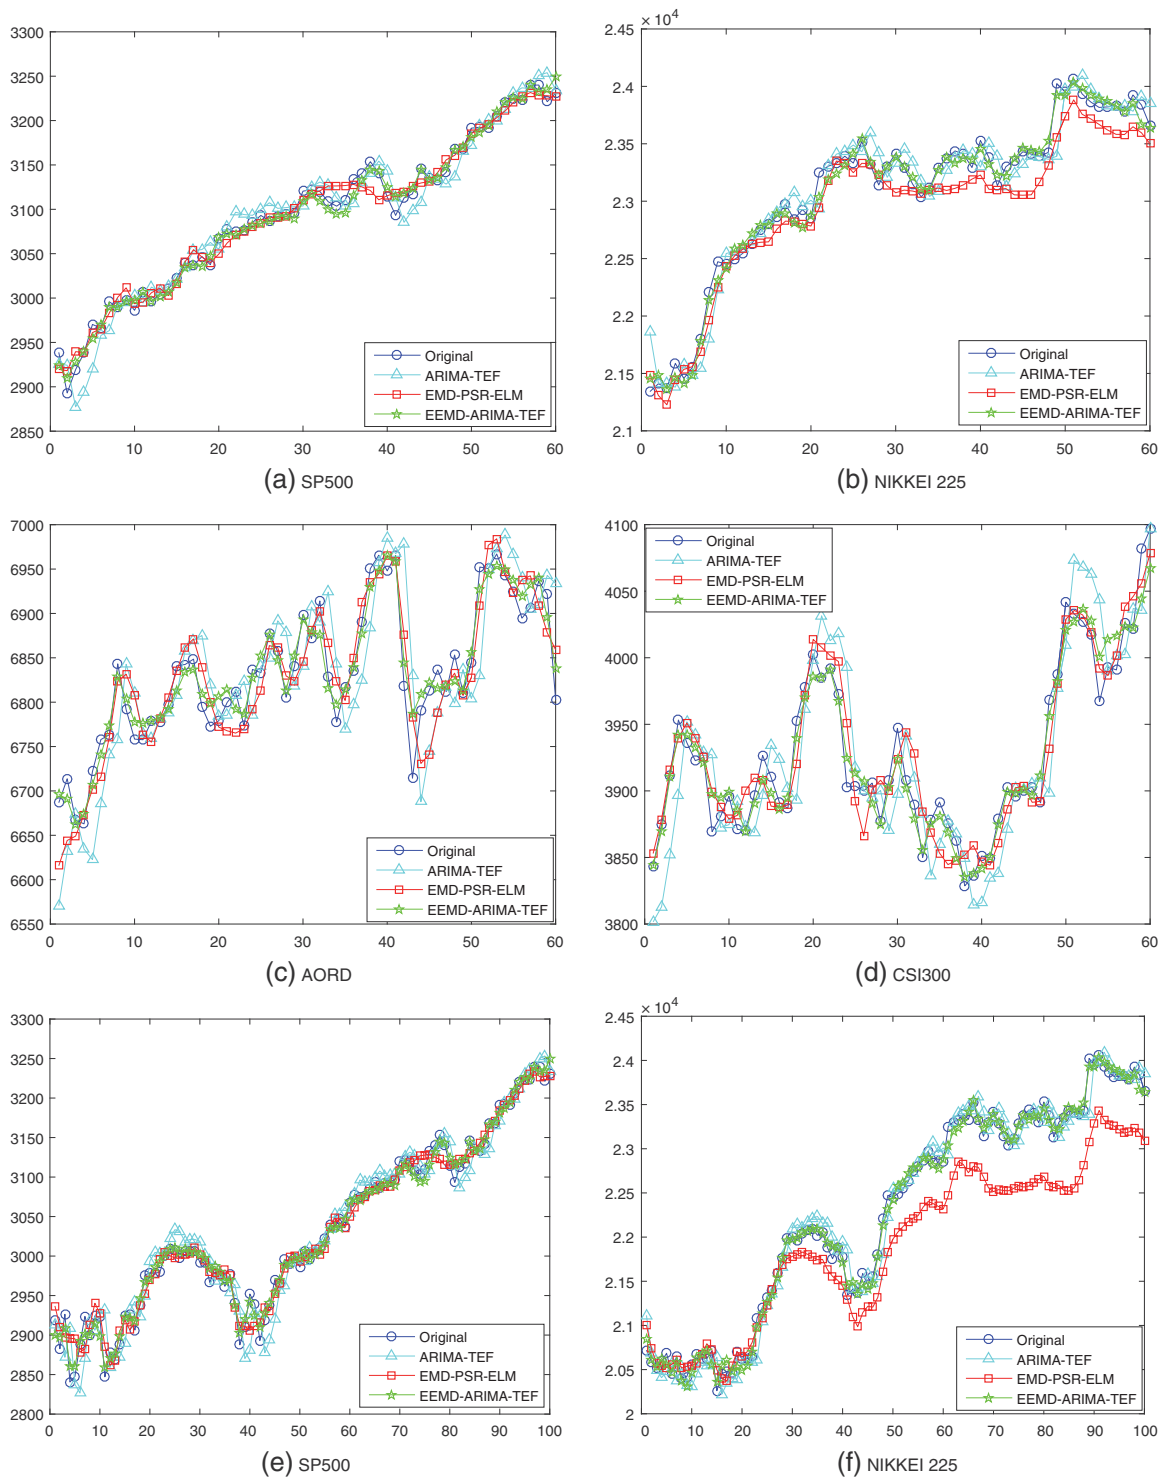 3300
3250
3200
3150
3100
3050
3000
2950
2900
2850
0 10 20 30 40 50 60
Original
ARIMA-TEF
EMD-PSR-ELM
EEMD-ARIMA-TEF
(a) SP500
× 10^4
2.45
2.4
2.35
2.3
2.25
2.2
2.15
2.1
0 10 20 30 40 50 60
Original
ARIMA-TEF
EMD-PSR-ELM
EEMD-ARIMA-TEF
(b) NIKKEI 225
7000
6950
6900
6850
6800
6750
6700
6650
6600
6550
0 10 20 30 40 50 60
Original
ARIMA-TEF
EMD-PSR-ELM
EEMD-ARIMA-TEF
(c) AORD
4100
4050
4000
3950
3900
3850
3800
0 10 20 30 40 50 60
Original
ARIMA-TEF
EMD-PSR-ELM
EEMD-ARIMA-TEF
(d) CSI300
3300
3250
3200
3150
3100
3050
3000
2950
2900
2850
2800
0 10 20 30 40 50 60 70 80 90 100
Original
ARIMA-TEF
EMD-PSR-ELM
EEMD-ARIMA-TEF
(e) SP500
× 10^4
2.45
2.4
2.35
2.3
2.25
2.2
2.15
2.1
2.05
2
0 10 20 30 40 50 60 70 80 90 100
Original
ARIMA-TEF
EMD-PSR-ELM
EEMD-ARIMA-TEF
(f) NIKKEI 225